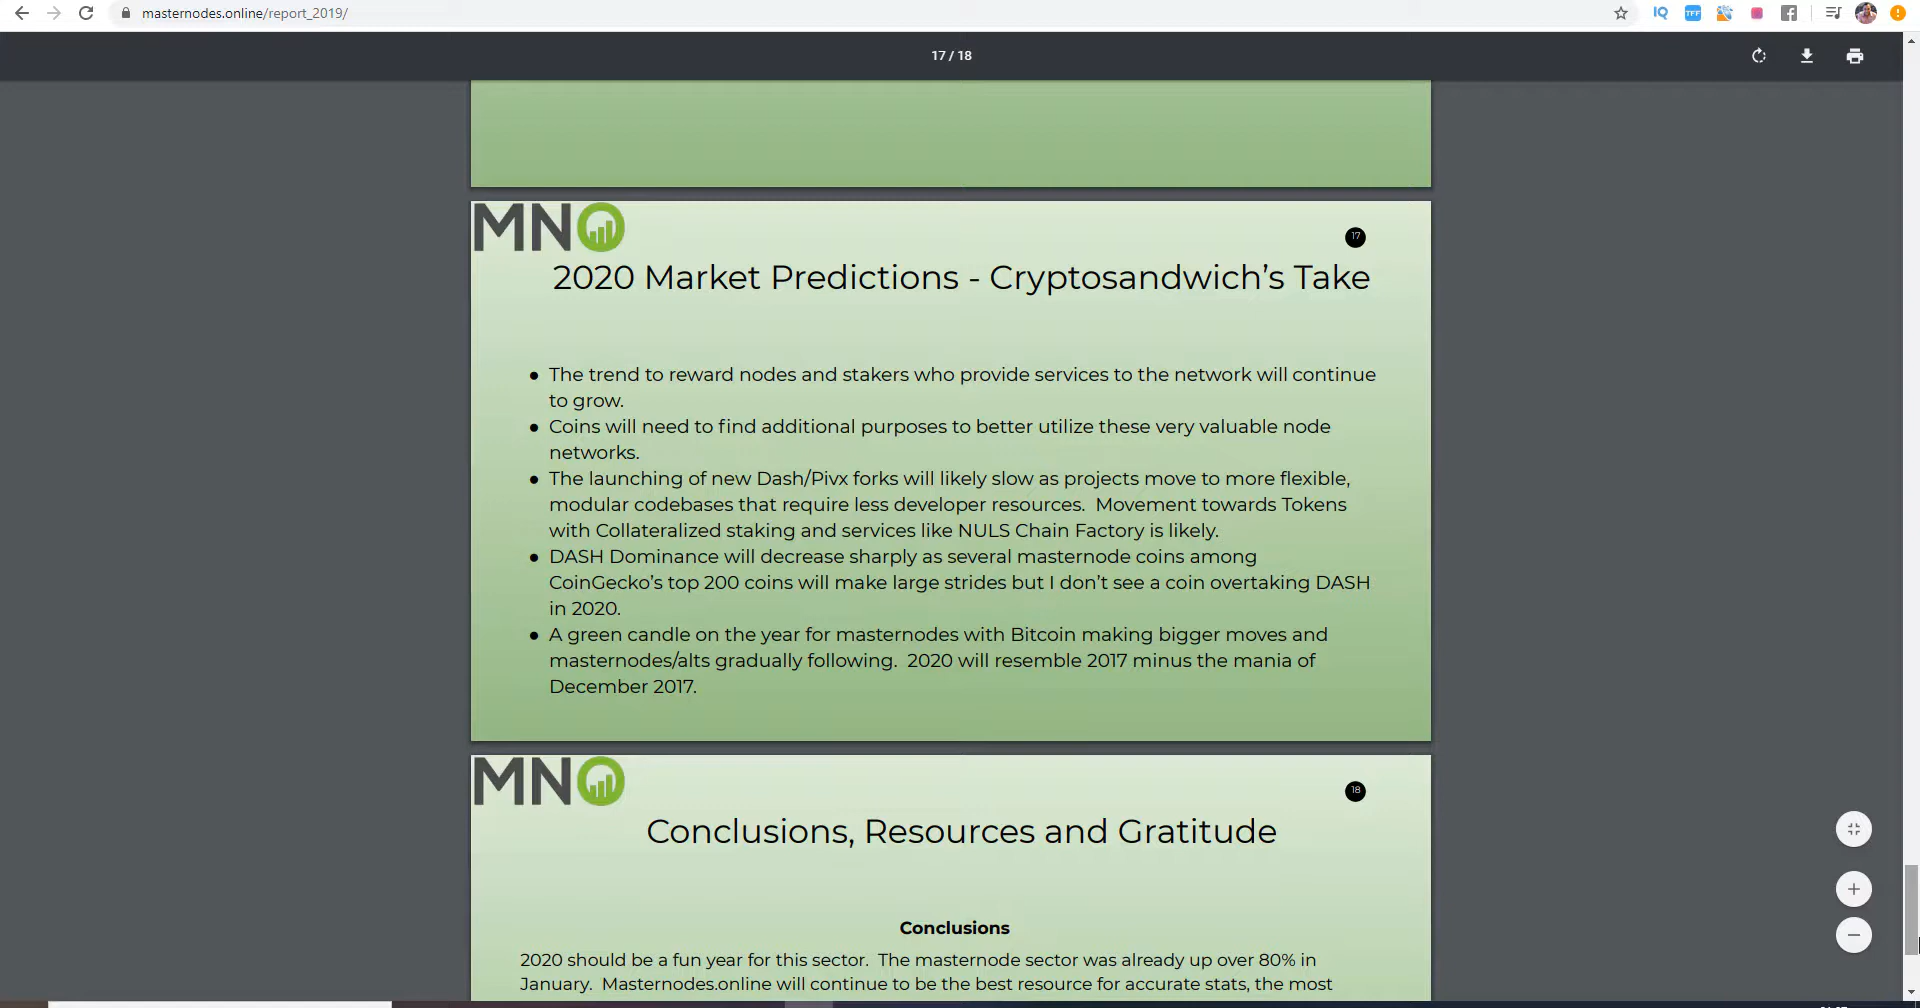 masternodes.online/report_2019/
IQ
TFF
17 / 18
MNO
17
2020 Market Predictions - Cryptosandwich's Take
● The trend to reward nodes and stakers who provide services to the network will continue
to grow.
● Coins will need to find additional purposes to better utilize these very valuable node
networks.
● The launching of new Dash/Pivx forks will likely slow as projects move to more flexible,
modular codebases that require less developer resources.  Movement towards Tokens
with Collateralized staking and services like NULS Chain Factory is likely.
● DASH Dominance will decrease sharply as several masternode coins among
CoinGecko's top 200 coins will make large strides but I don't see a coin overtaking DASH
in 2020.
● A green candle on the year for masternodes with Bitcoin making bigger moves and
masternodes/alts gradually following.  2020 will resemble 2017 minus the mania of
December 2017.
MNO
18
Conclusions, Resources and Gratitude
Conclusions
2020 should be a fun year for this sector.  The masternode sector was already up over 80% in
January.  Masternodes.online will continue to be the best resource for accurate stats, the most